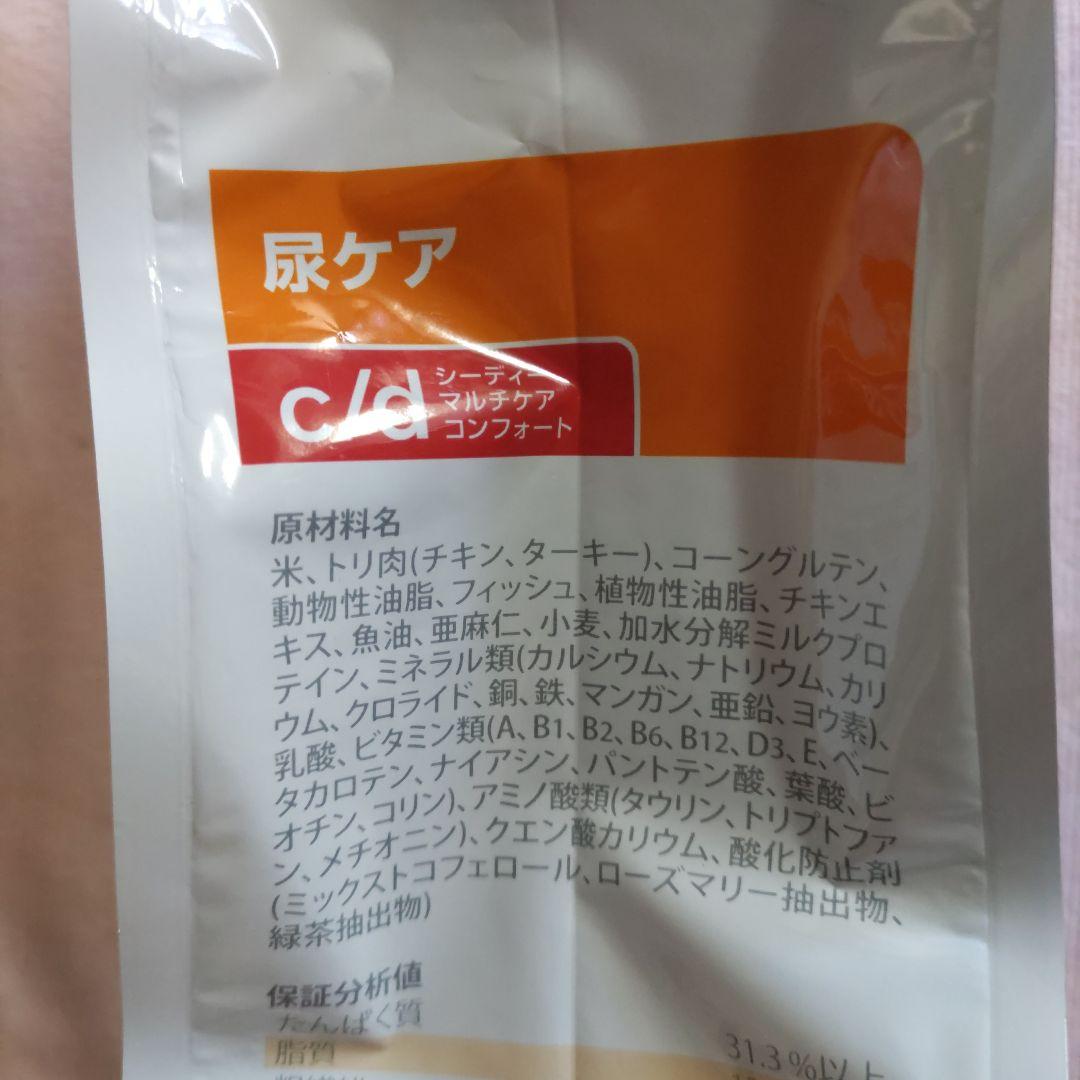 尿ケア
c/d
シーディー
マルチケア
コンフォート
原材料名
米、トリ肉(チキン、ターキー)、コーングルテン、
動物性油脂、フィッシュ、植物性油脂、チキンエ
キス、魚油、亜麻仁、小麦、加水分解ミルクプロ
テイン、ミネラル類(カルシウム、ナトリウム、カリ
ウム、クロライド、銅、鉄、マンガン、亜鉛、ヨウ素)、
乳酸、ビタミン類(A、B1、B2、B6、B12、D3、E、ベー
タカロテン、ナイアシン、パントテン酸、葉酸、ビ
オチン、コリン)、アミノ酸類(タウリン、トリプトファ
ン、メチオニン)、クエン酸カリウム、酸化防止剤
(ミックストコフェロール、ローズマリー抽出物、
緑茶抽出物)
保証分析値
たんぱく質
31.3%以上
脂質